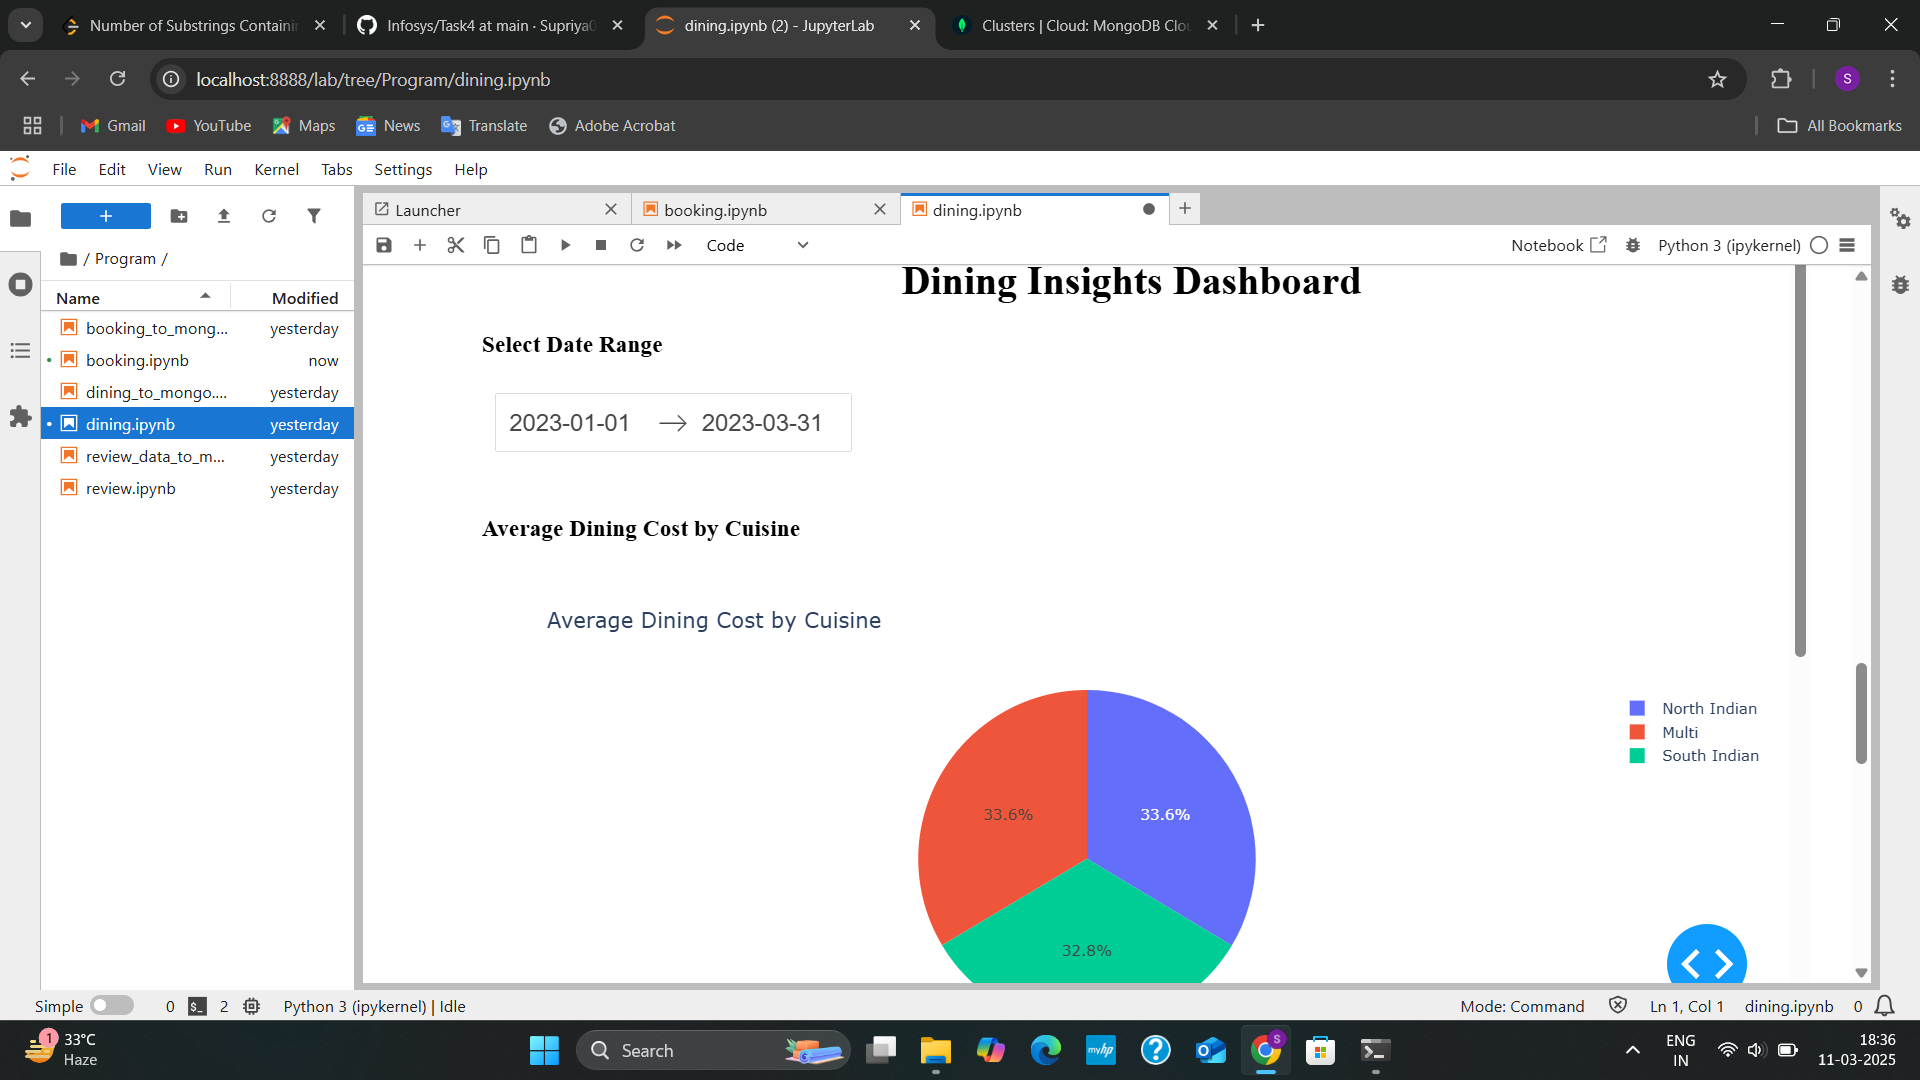 Number of Substrings Containin
Infosys/Task4 at main · Supriya0
dining.ipynb (2) - JupyterLab
Clusters | Cloud: MongoDB Clou
localhost:8888/lab/tree/Program/dining.ipynb
S
Gmail
YouTube
Maps
News
Translate
Adobe Acrobat
All Bookmarks
File Edit View Run Kernel Tabs Settings Help
Launcher
booking.ipynb
dining.ipynb
Code
Notebook
Python 3 (ipykernel)
/ Program /
Name Modified
booking_to_mong... yesterday
booking.ipynb now
dining_to_mongo.... yesterday
dining.ipynb yesterday
review_data_to_m... yesterday
review.ipynb yesterday
Dining Insights Dashboard
Select Date Range
2023-01-01 → 2023-03-31
Average Dining Cost by Cuisine
Average Dining Cost by Cuisine
North Indian
Multi
South Indian
33.6%
33.6%
32.8%
Simple 0 $_ 2 Python 3 (ipykernel) | Idle
Mode: Command Ln 1, Col 1 dining.ipynb 0
1
33°C
Haze
Search
myhp
S
ENG
IN
18:36
11-03-2025